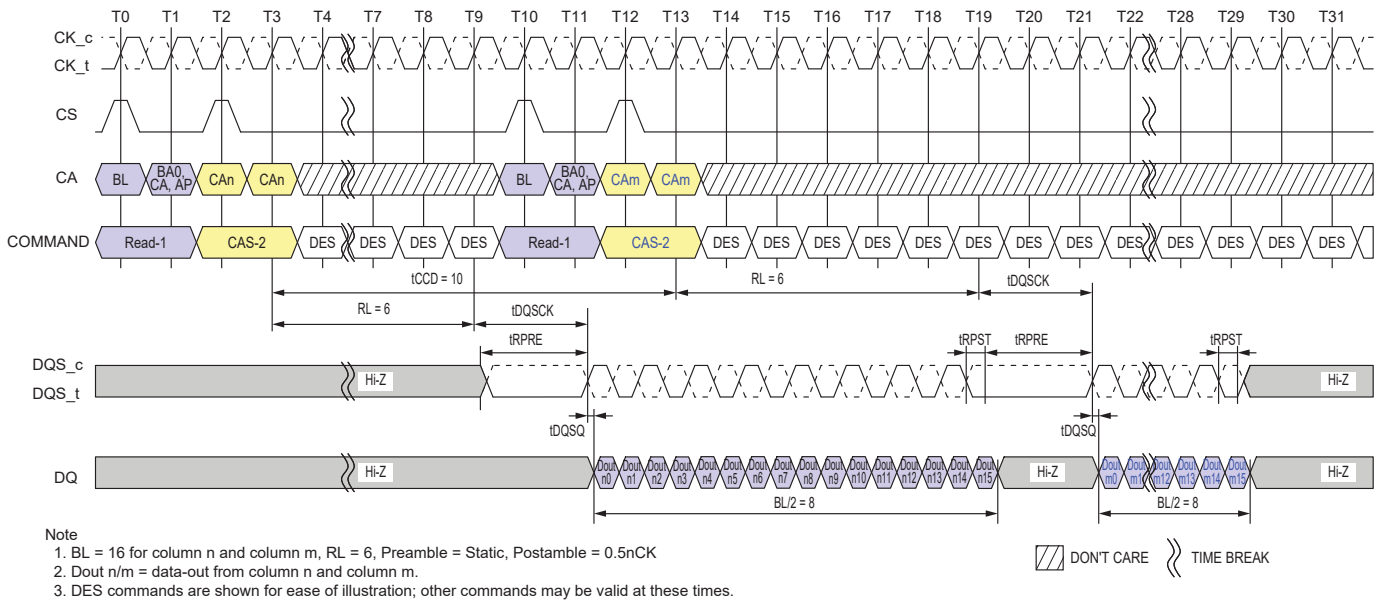 T0 T1 T2 T3 T4 T7 T8 T9 T10 T11 T12 T13 T14 T15 T16 T17 T18 T19 T20 T21 T22 T28 T29 T30 T31
CK_c
CK_t
CS
CA BL BA0, CA, AP CAn CAn BL BA0, CA, AP CAm CAm
COMMAND Read-1 CAS-2 DES DES DES DES Read-1 CAS-2 DES DES DES DES DES DES DES DES DES DES DES DES DES
tCCD = 10 RL = 6 tDQSCK
RL = 6 tDQSCK
tRPRE tRPST tRPRE tRPST
DQS_c
DQS_t
Hi-Z Hi-Z
tDQSQ tDQSQ
DQ Hi-Z Dout n0 Dout n1 Dout n2 Dout n3 Dout n4 Dout n5 Dout n6 Dout n7 Dout n8 Dout n9 Dout n10 Dout n11 Dout n12 Dout n13 Dout n14 Dout n15 Hi-Z Dout m0 Dout m1 Dout m12 Dout m13 Dout m14 Dout m15 Hi-Z
BL/2 = 8 BL/2 = 8
Note
1. BL = 16 for column n and column m, RL = 6, Preamble = Static, Postamble = 0.5nCK
2. Dout n/m = data-out from column n and column m.
3. DES commands are shown for ease of illustration; other commands may be valid at these times.
DON'T CARE TIME BREAK